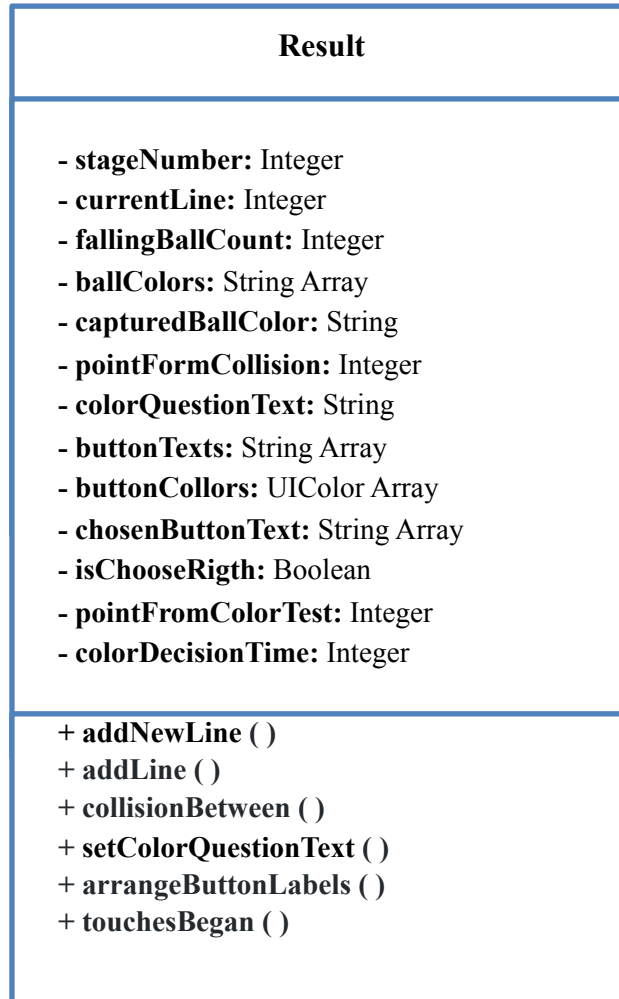 Result
- stageNumber: Integer
- currentLine: Integer
- fallingBallCount: Integer
- ballColors: String Array
- capturedBallColor: String
- pointFormCollision: Integer
- colorQuestionText: String
- buttonTexts: String Array
- buttonCollors: UIColor Array
- chosenButtonText: String Array
- isChooseRigth: Boolean
- pointFromColorTest: Integer
- colorDecisionTime: Integer
+ addNewLine ( )
+ addLine ( )
+ collisionBetween ( )
+ setColorQuestionText ( )
+ arrangeButtonLabels ( )
+ touchesBegan ( )